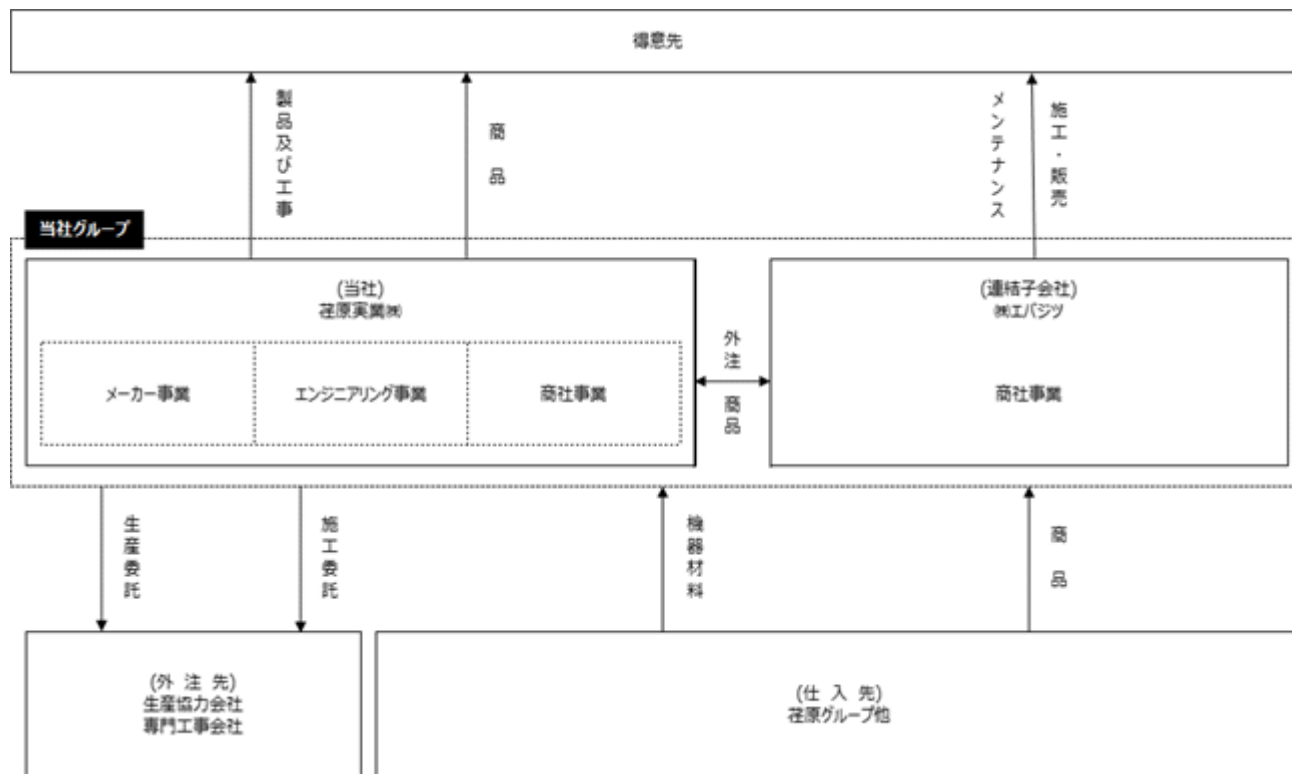 得意先
製品及び工事
商品
メンテナンス
施工・販売
当社グループ
(当社)
荏原実業㈱
メーカー事業
エンジニアリング事業
商社事業
外注
商品
(連結子会社)
㈱エバジツ
商社事業
生産委託
施工委託
機器材料
商品
(外 注 先)
生産協力会社
専門工事会社
(仕 入 先)
荏原グループ他